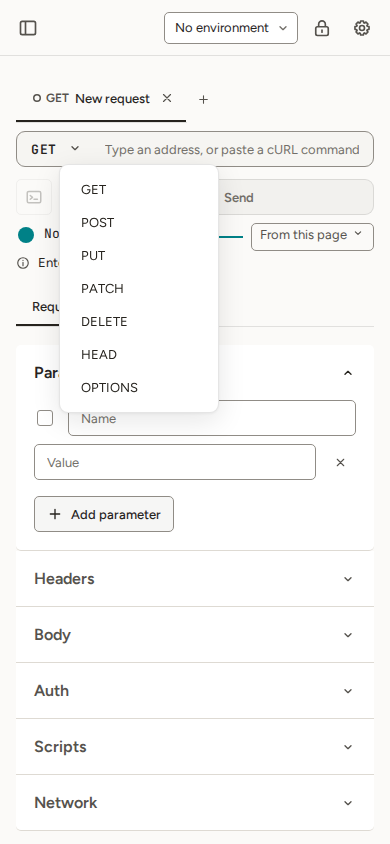 No environment
GET New request
GET Type an address, or paste a cURL command
GET
Send
POST
From this page
PUT
PATCH
DELETE
HEAD
OPTIONS
Name
Value
Add parameter
Headers
Body
Auth
Scripts
Network